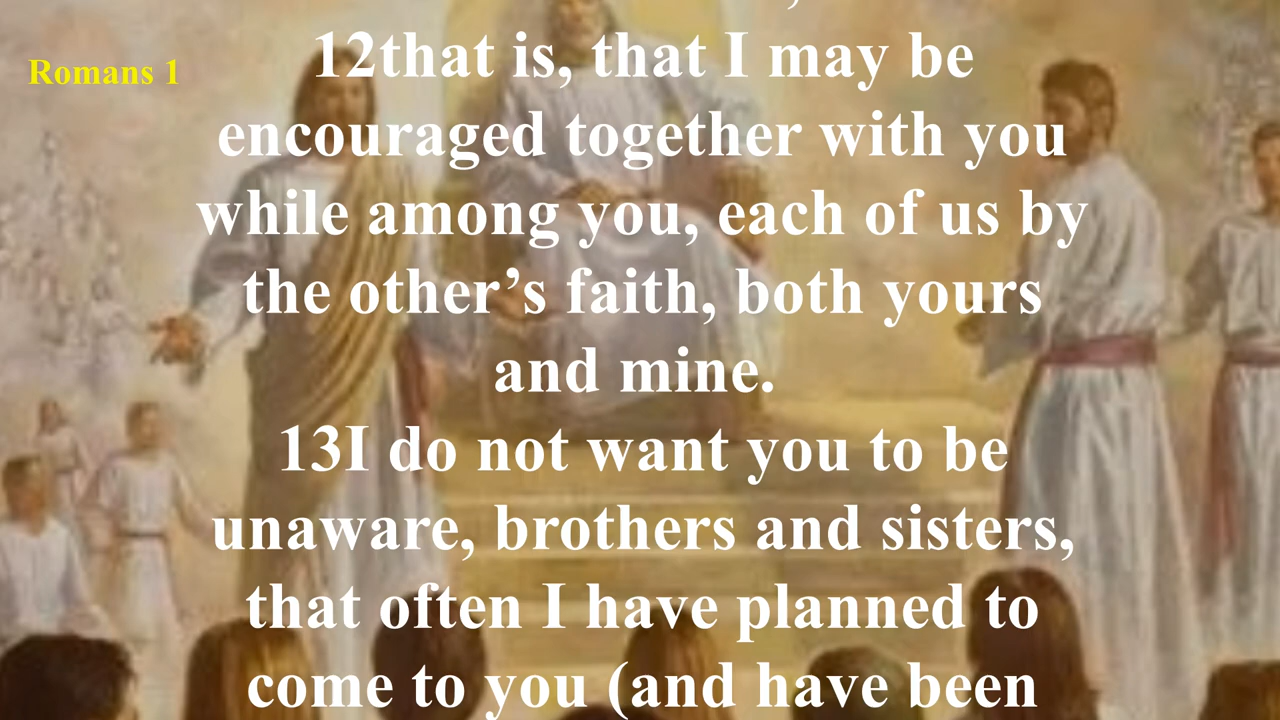 Romans 1
12that is, that I may be
encouraged together with you
while among you, each of us by
the other’s faith, both yours
and mine.
13I do not want you to be
unaware, brothers and sisters,
that often I have planned to
come to you (and have been